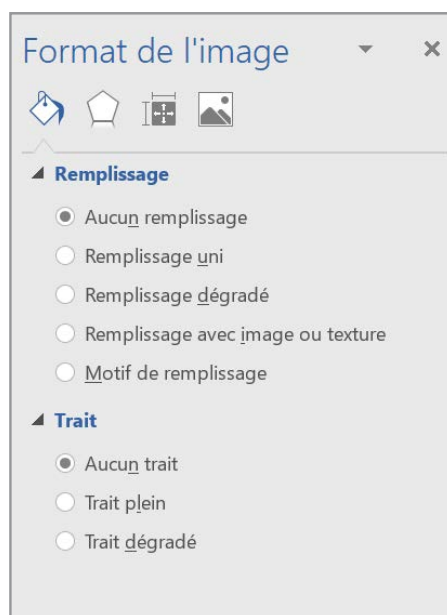 Format de l'image
Remplissage
Aucun remplissage
Remplissage uni
Remplissage dégradé
Remplissage avec image ou texture
Motif de remplissage
Trait
Aucun trait
Trait plein
Trait dégradé